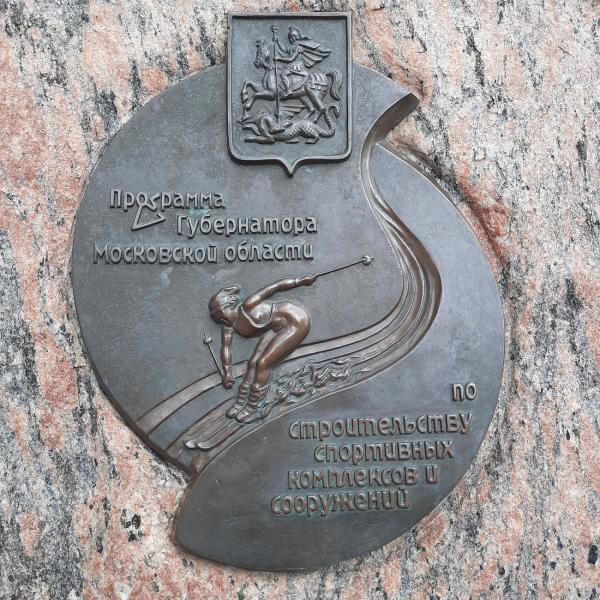 Программа
Губернатора
Московской области
по
строительству
спортивных
комплексов и
сооружений